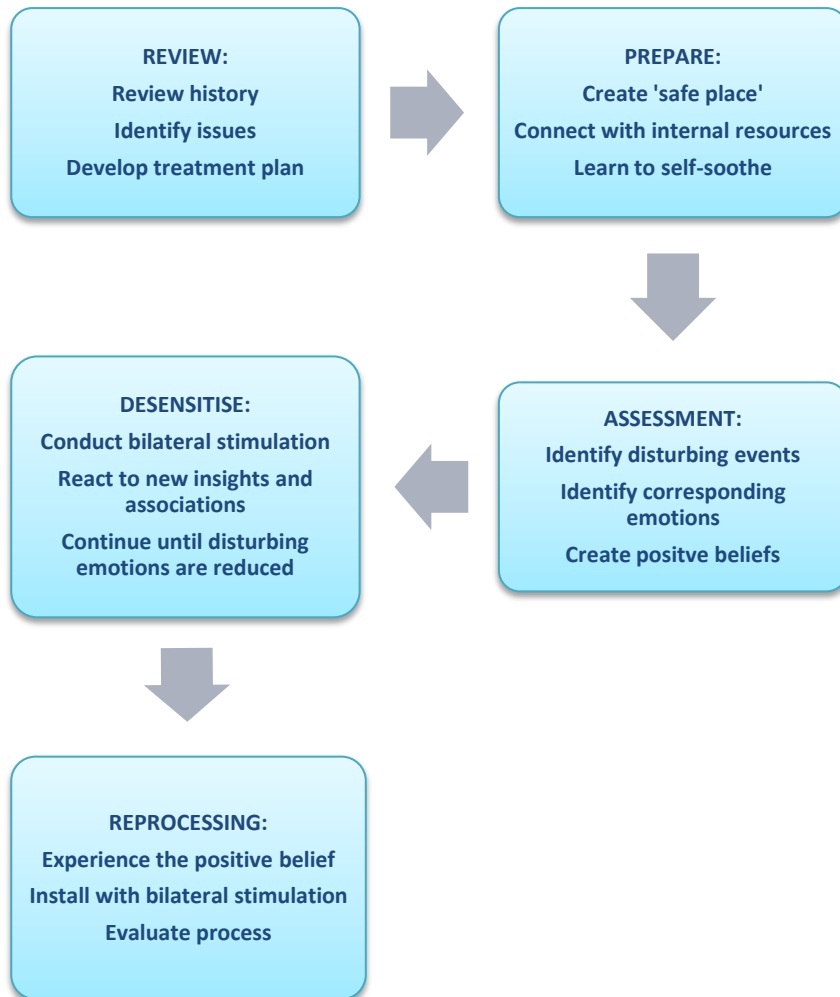 REVIEW:
Review history
Identify issues
Develop treatment plan
PREPARE:
Create 'safe place'
Connect with internal resources
Learn to self-soothe
ASSESSMENT:
Identify disturbing events
Identify corresponding
emotions
Create positve beliefs
DESENSITISE:
Conduct bilateral stimulation
React to new insights and
associations
Continue until disturbing
emotions are reduced
REPROCESSING:
Experience the positive belief
Install with bilateral stimulation
Evaluate process